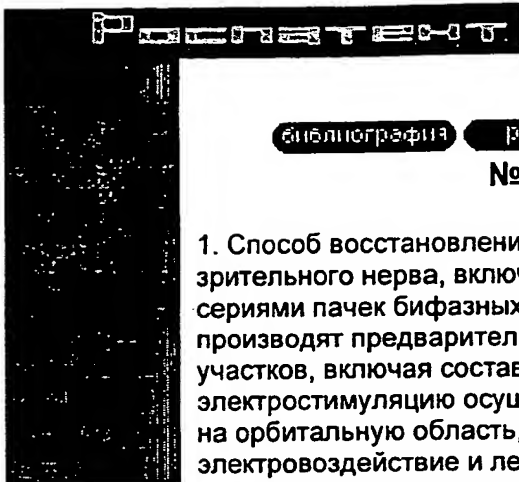 РОСПАТЕНТ
библиография р
№
1. Способ восстановлени
зрительного нерва, вклю
сериями пачек бифазных
производят предварител
участков, включая состав
электростимуляцию осущ
на орбитальную область,
электровоздействие и ле